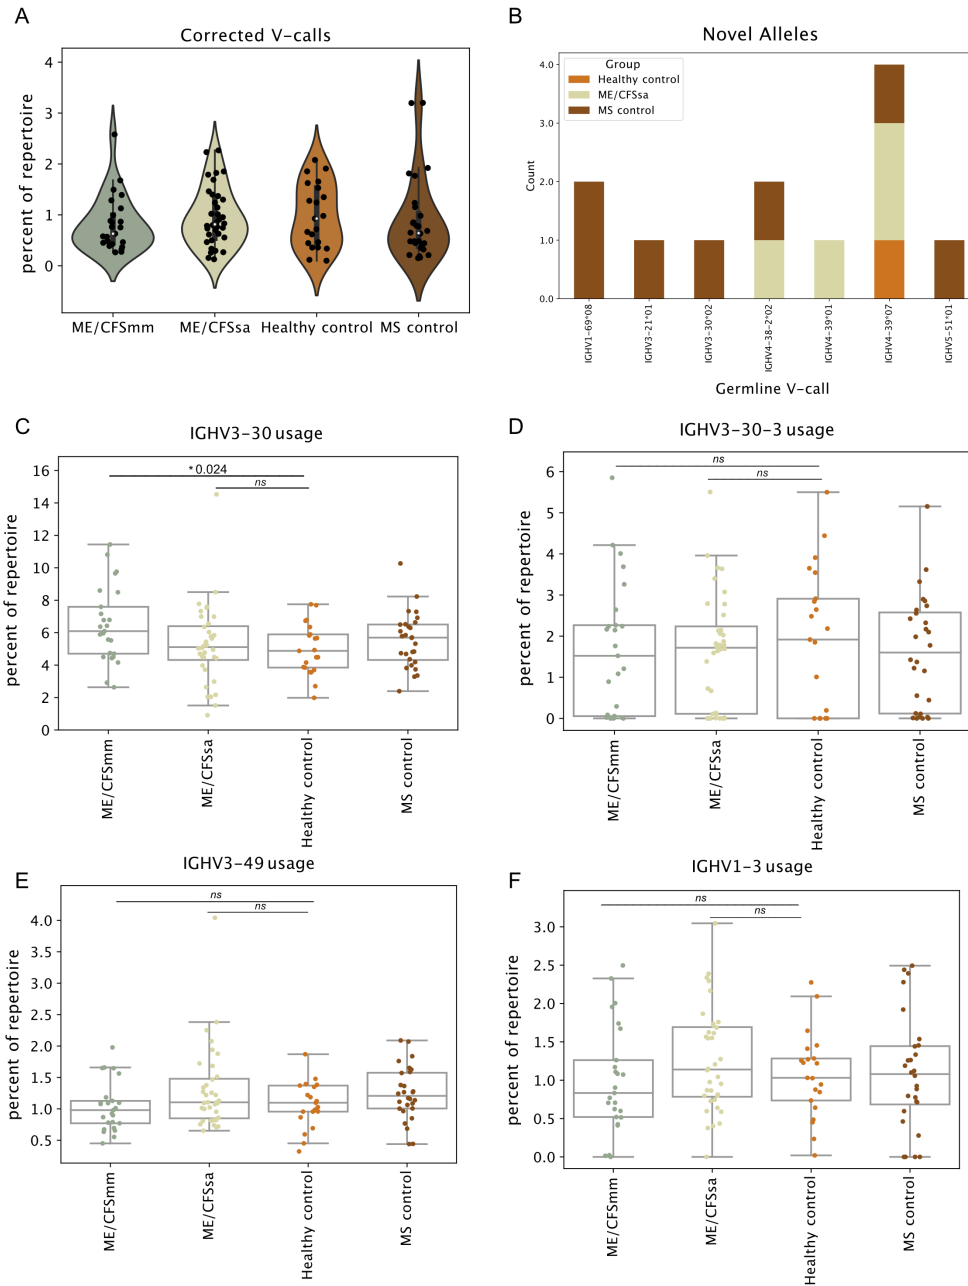 A
Corrected V-calls
percent of repertoire
4
3
2
1
0
ME/CFSmm
ME/CFSsa
Healthy control
MS control
B
Novel Alleles
Group
Healthy control
ME/CFSsa
MS control
Count
4.0
3.0
2.0
1.0
0.0
IGHV1-69*08
IGHV3-21*01
IGHV3-30*02
IGHV4-38-2*02
IGHV4-39*01
IGHV4-39*07
IGHV5-51*01
Germline V-call
C
IGHV3-30 usage
* 0.024
ns
percent of repertoire
16
14
12
10
8
6
4
2
0
ME/CFSmm
ME/CFSsa
Healthy control
MS control
D
IGHV3-30-3 usage
ns
ns
percent of repertoire
6
5
4
3
2
1
0
ME/CFSmm
ME/CFSsa
Healthy control
MS control
E
IGHV3-49 usage
ns
ns
percent of repertoire
4.0
3.5
3.0
2.5
2.0
1.5
1.0
0.5
ME/CFSmm
ME/CFSsa
Healthy control
MS control
F
IGHV1-3 usage
ns
ns
percent of repertoire
3.0
2.5
2.0
1.5
1.0
0.5
0.0
ME/CFSmm
ME/CFSsa
Healthy control
MS control